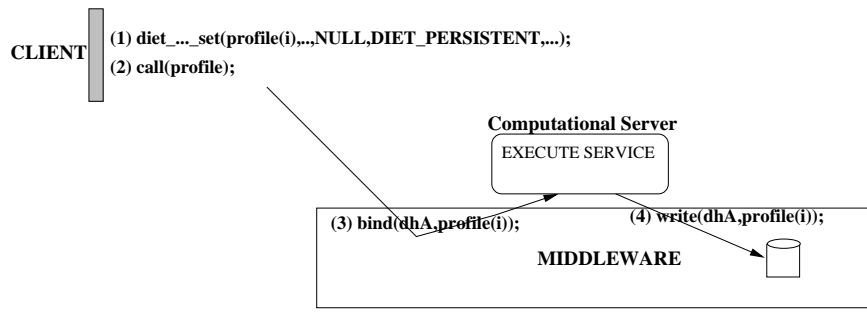 (1) diet_..._set(profile(i),..,NULL,DIET_PERSISTENT,...);
CLIENT
(2) call(profile);
Computational Server
EXECUTE SERVICE
(3) bind(dhA,profile(i));
(4) write(dhA,profile(i));
MIDDLEWARE